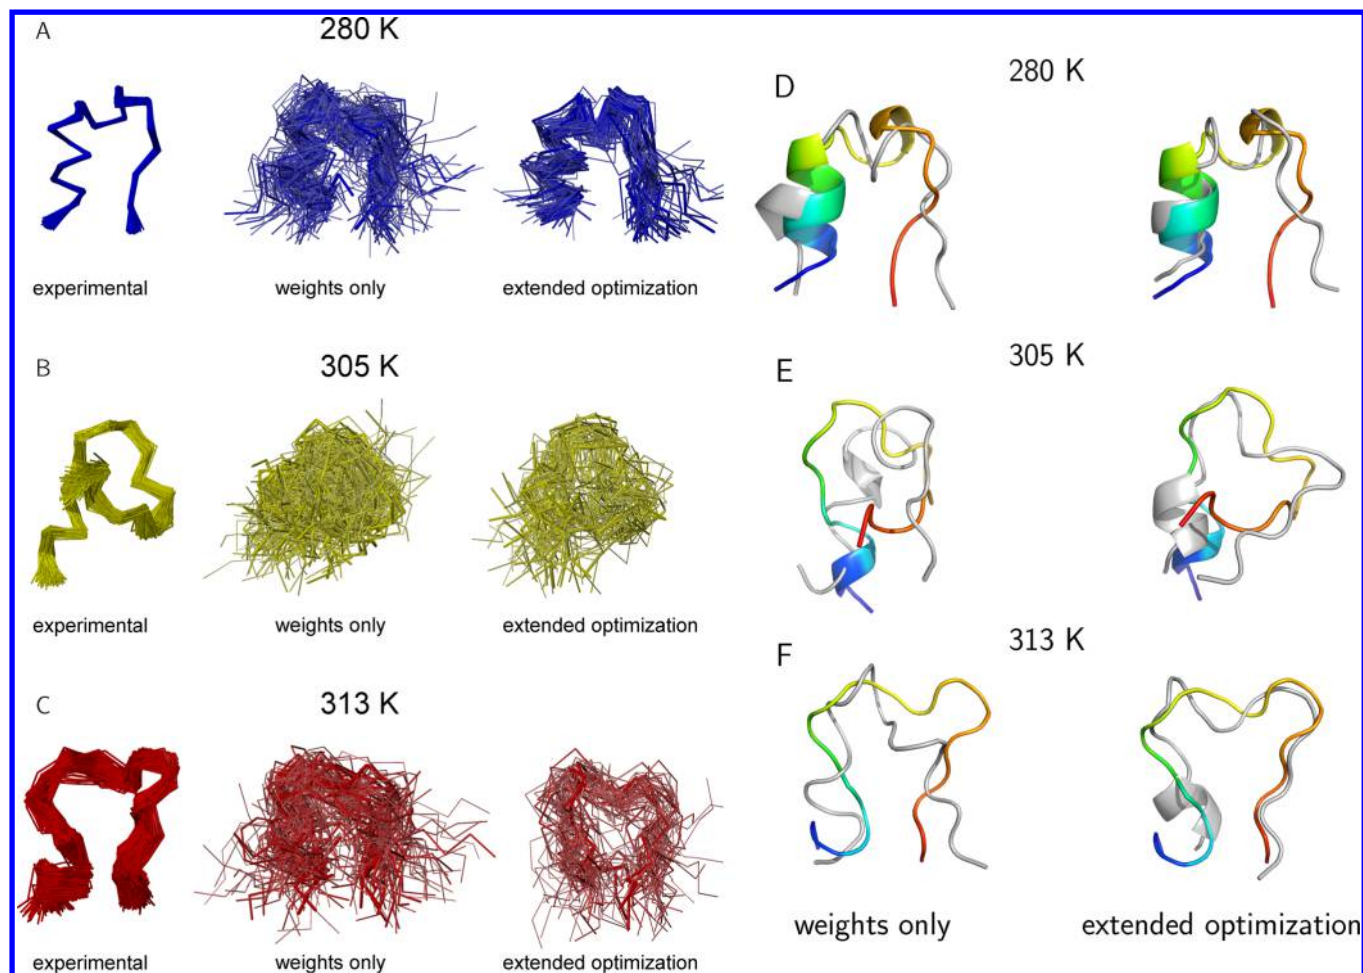 A
280 K
experimental
weights only
extended optimization
B
305 K
experimental
weights only
extended optimization
C
313 K
experimental
weights only
extended optimization
D
280 K
E
305 K
F
313 K
weights only
extended optimization